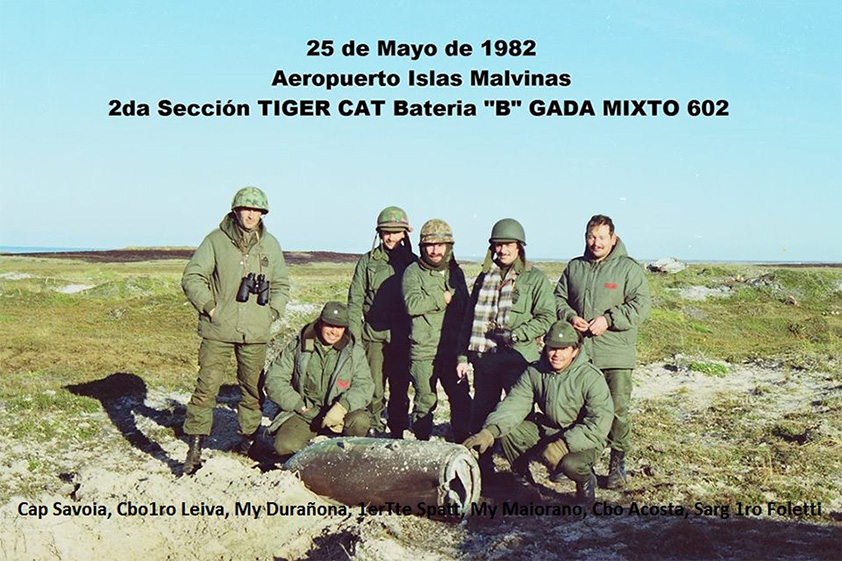 25 de Mayo de 1982
Aeropuerto Islas Malvinas
2da Sección TIGER CAT Bateria "B" GADA MIXTO 602
Cap Savoia, Cbo1ro Leiva, My Durañona, 1erTte Spatt, My Maiorano, Cbo Acosta, Sarg 1ro Foletti